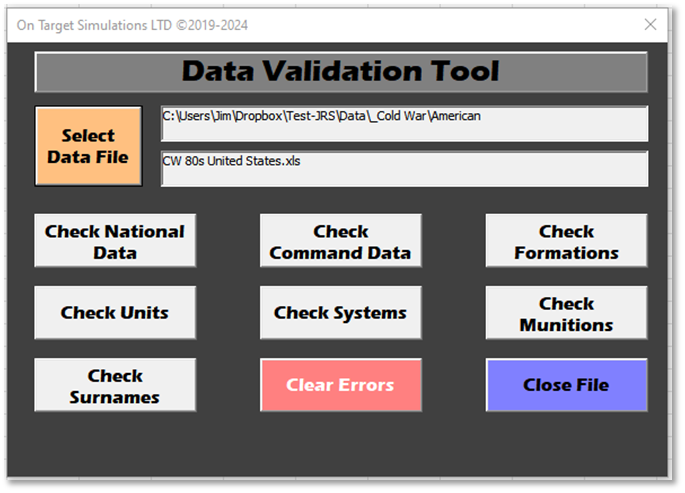 On Target Simulations LTD ©2019-2024
Data Validation Tool
Select
Data File
C:\Users\Jim\Dropbox\Test-JRS\Data\_Cold War\American
CW 80s United States.xls
Check National
Data
Check
Command Data
Check
Formations
Check Units
Check Systems
Check
Munitions
Check
Surnames
Clear Errors
Close File